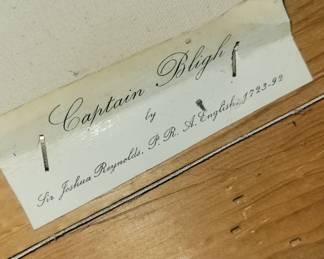 Captain Bligh
by
Sir Joshua Reynolds, P. R. A. English, 1723-92